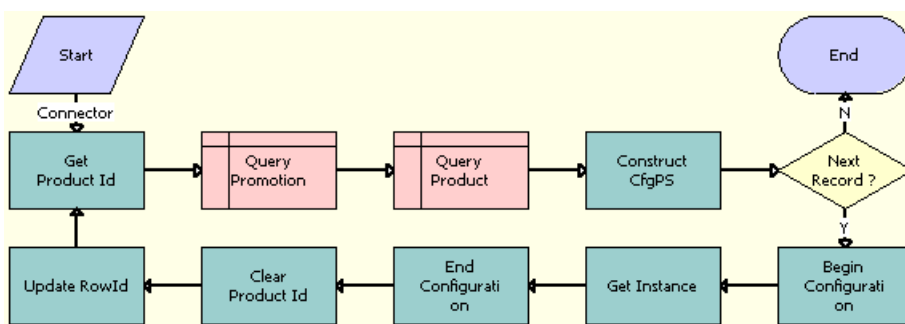 Start
End
Connector
N
Get
Product Id
Query
Promotion
Query
Product
Construct
CfgPS
Next
Record ?
Y
Update RowId
Clear
Product Id
End
Configurati
on
Get Instance
Begin
Configurati
on